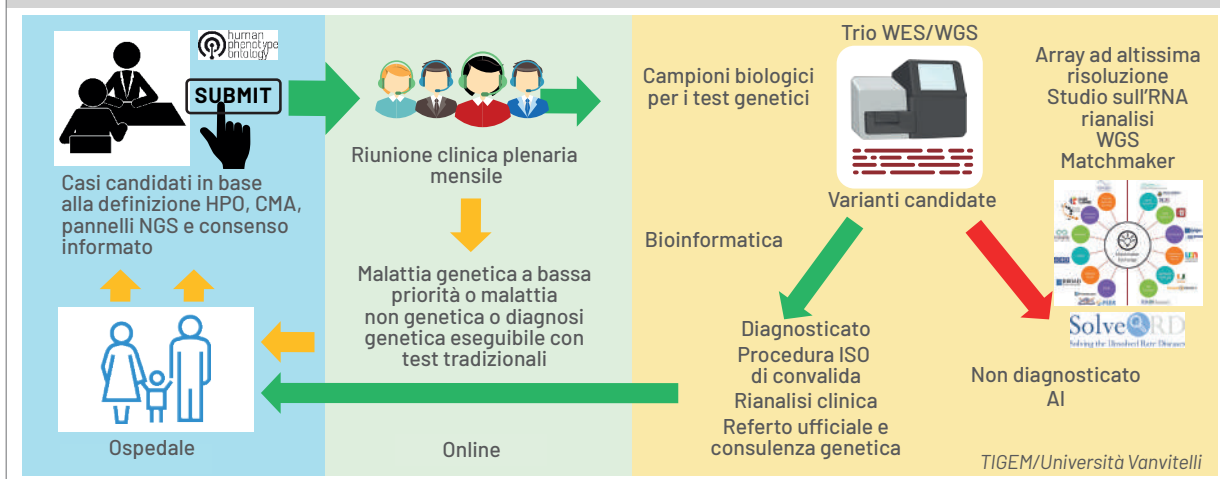 human
phenotype
ontology
SUBMIT
Casi candidati in base
alla definizione HPO, CMA,
pannelli NGS e consenso
informato
Ospedale
Riunione clinica plenaria
mensile
Malattia genetica a bassa
priorità o malattia
non genetica o diagnosi
genetica eseguibile con
test tradizionali
Online
Campioni biologici
per i test genetici
Bioinformatica
Trio WES/WGS
Varianti candidate
Diagnosticato
Procedura ISO
di convalida
Rianalisi clinica
Referto ufficiale e
consulenza genetica
Array ad altissima
risoluzione
Studio sull'RNA
rianalisi
WGS
Matchmaker
Solve RD
Solving the Unsolved Rare Diseases
Non diagnosticato
AI
TIGEM/Università Vanvitelli